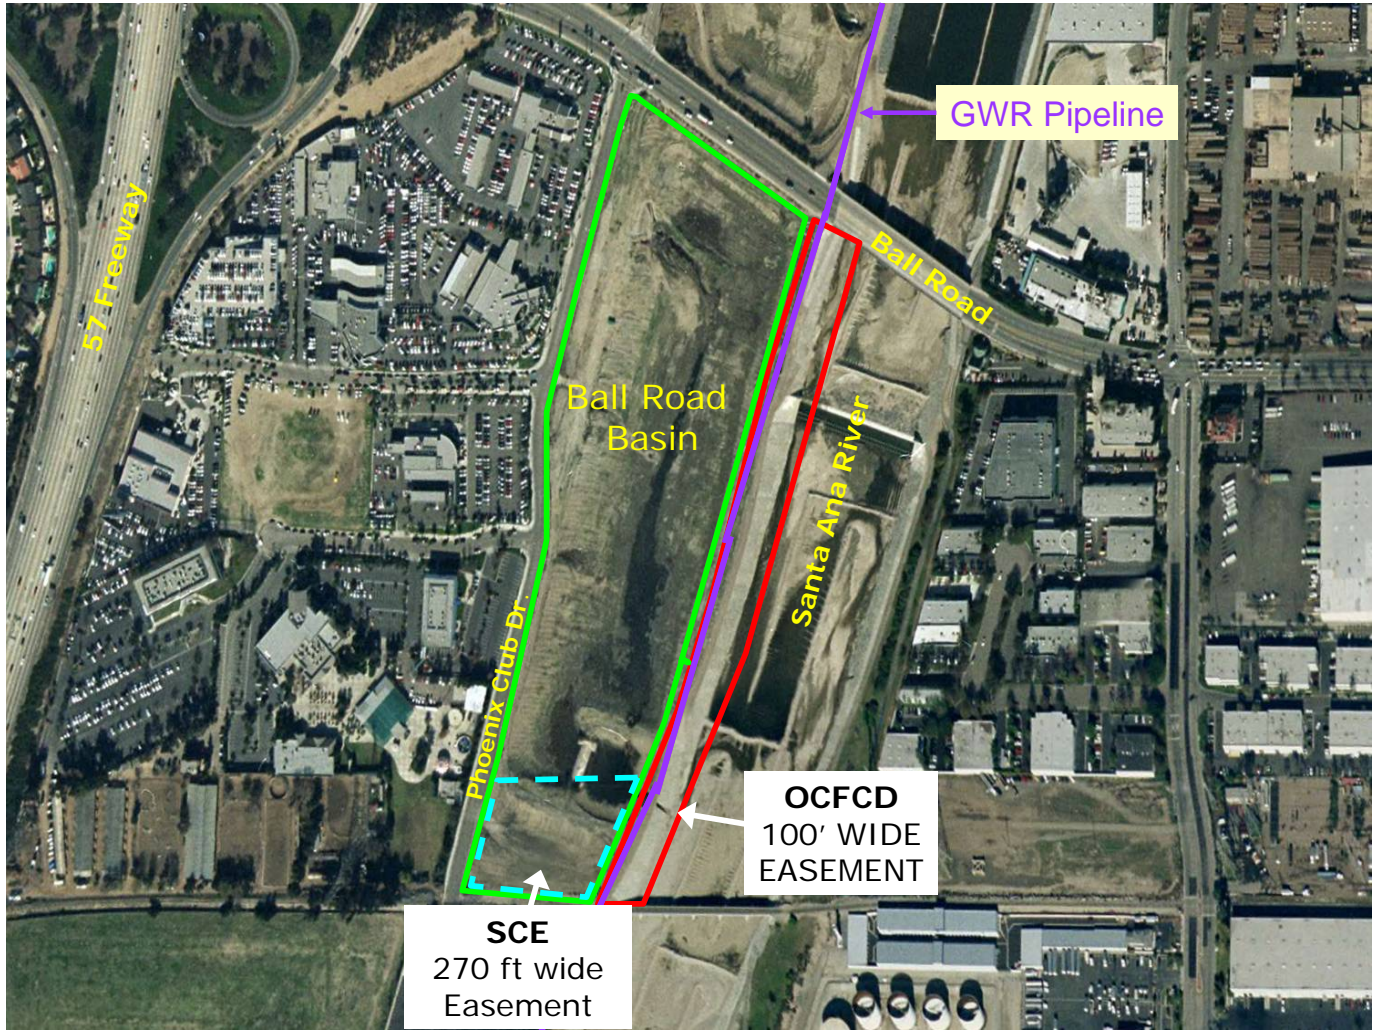 GWR Pipeline
57 Freeway
Ball Road
Ball Road
Basin
Santa Ana River
Phoenix Club Dr.
OCFCD
100' WIDE
EASEMENT
SCE
270 ft wide
Easement